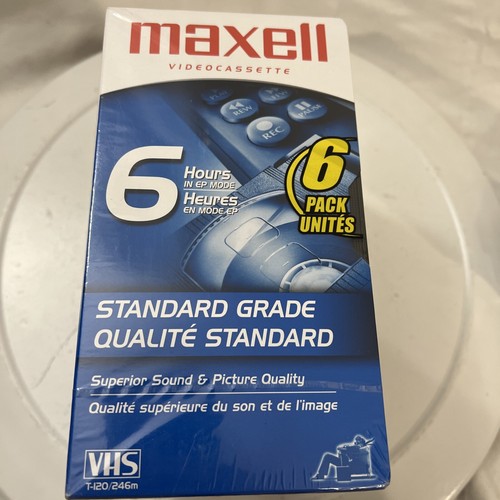 maxell
VIDEOCASSETTE
REW
PAUSE
REC
6 Hours
IN EP MODE
Heures
EN MODE EP
6
PACK
UNITÉS
STANDARD GRADE
QUALITÉ STANDARD
Superior Sound & Picture Quality
Qualité supérieure du son et de l'image
VHS
T-120/246m